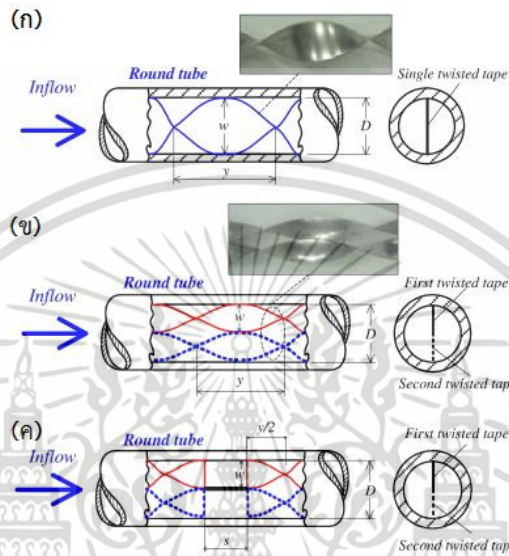 (ก)
Inflow
Round tube
Single twisted tape
w
D
y
(ข)
Inflow
Round tube
First twisted tape
w
D
y
Second twisted tap
(ค)
y/2
Inflow
Round tube
First twisted tape
w
D
s
Second twisted tap